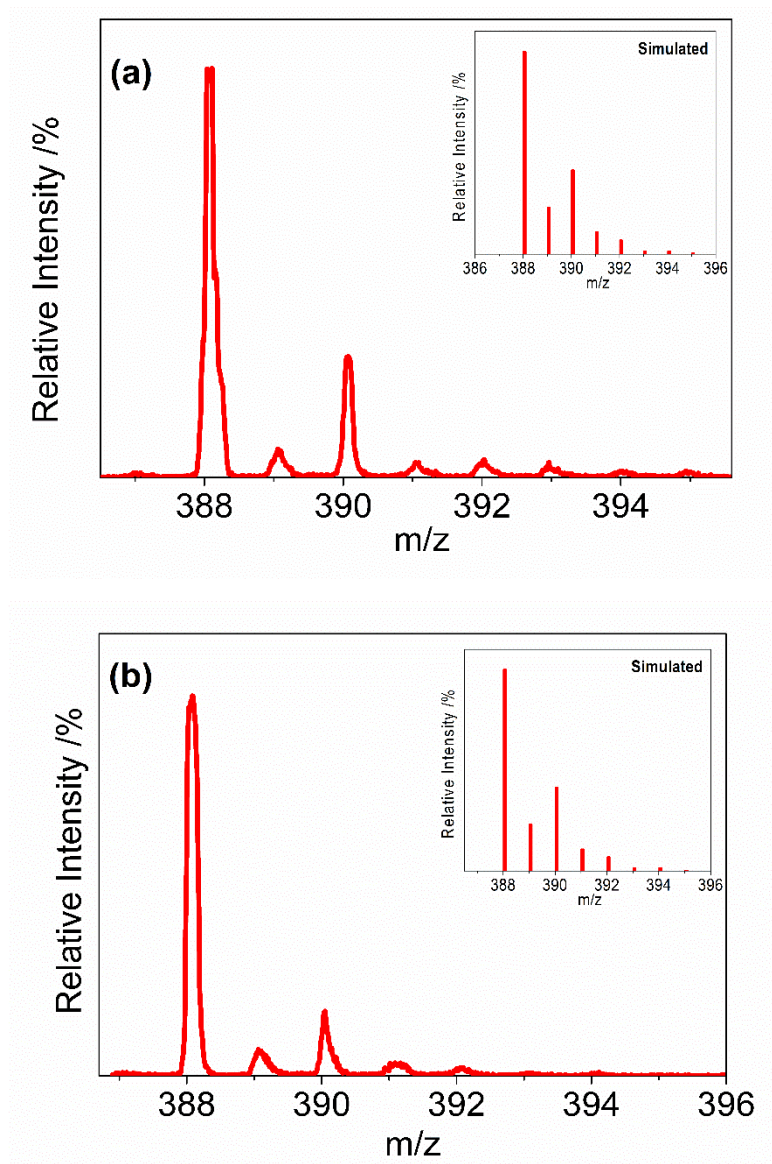 (a)
Relative Intensity /%
388 390 392 394
m/z
Simulated
Relative Intensity /%
386 388 390 392 394 396
m/z
(b)
Relative Intensity /%
388 390 392 394 396
m/z
Simulated
Relative Intensity /%
388 390 392 394 396
m/z